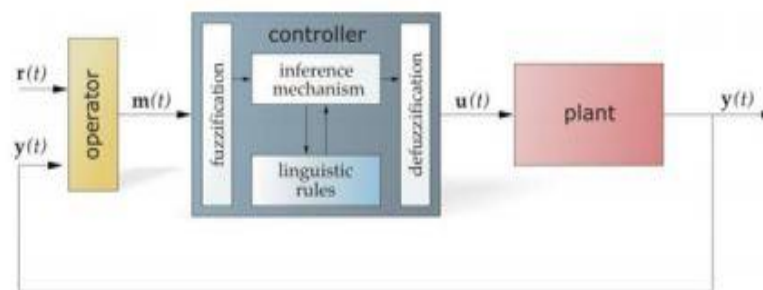 controller
r(t)
y(t)
operator
m(t)
fuzzification
inference
mechanism
linguistic
rules
defuzzification
u(t)
plant
y(t)